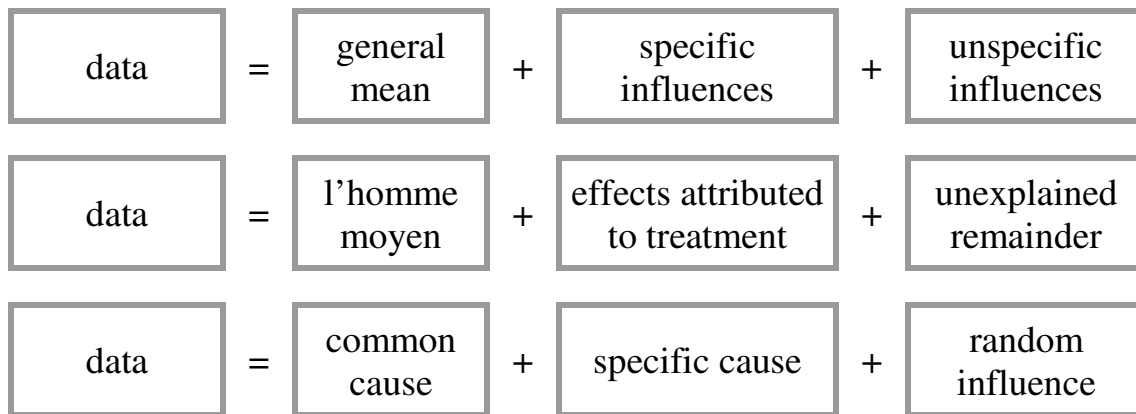 data = general mean + specific influences + unspecific influences
data = l'homme moyen + effects attributed to treatment + unexplained remainder
data = common cause + specific cause + random influence